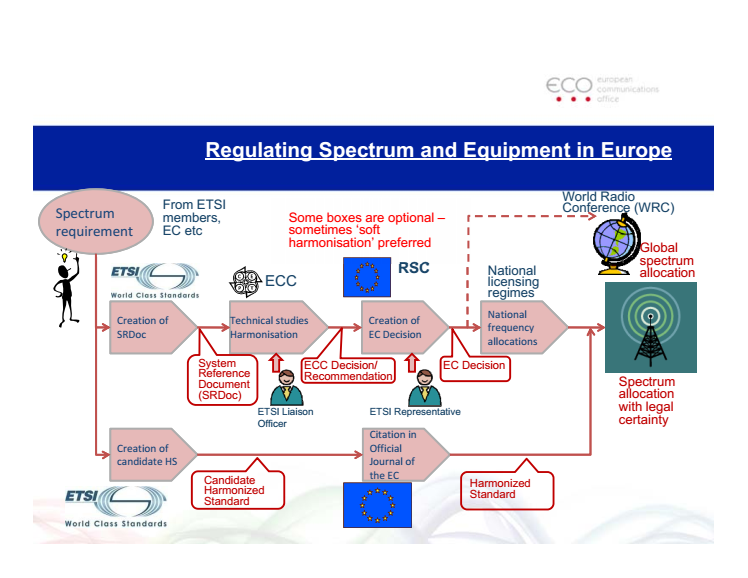 ECO
european
communications
office
Regulating Spectrum and Equipment in Europe
Spectrum
requirement
From ETSI
members,
EC etc
Some boxes are optional –
sometimes ‘soft
harmonisation’ preferred
World Radio
Conference (WRC)
Global
spectrum
allocation
ETSI
World Class Standards
ECC
RSC
National
licensing
regimes
Creation of
SRDoc
Technical studies
Harmonisation
Creation of
EC Decision
National
frequency
allocations
System
Reference
Document
(SRDoc)
ECC Decision/
Recommendation
EC Decision
Spectrum
allocation
with legal
certainty
ETSI Liaison
Officer
ETSI Representative
Creation of
candidate HS
Citation in
Official
Journal of
the EC
Candidate
Harmonized
Standard
Harmonized
Standard
ETSI
World Class Standards